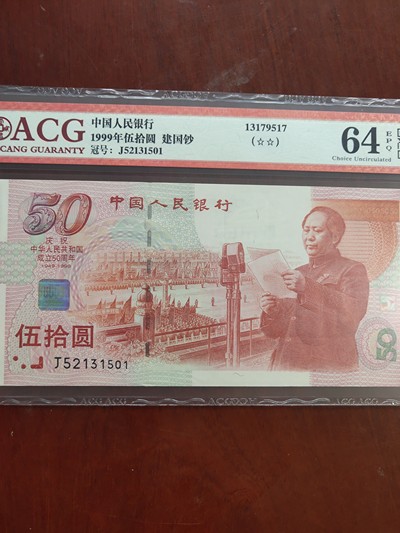 ACG
CANG GUARANTY
中国人民银行
1999年伍拾圆 建国钞
冠号: J52131501
13179517
(☆☆)
64
EPQ
Choice Uncirculated
50
中国人民银行
庆祝
中华人民共和国
成立50周年
1949-1999
伍拾圆
J52131501
50